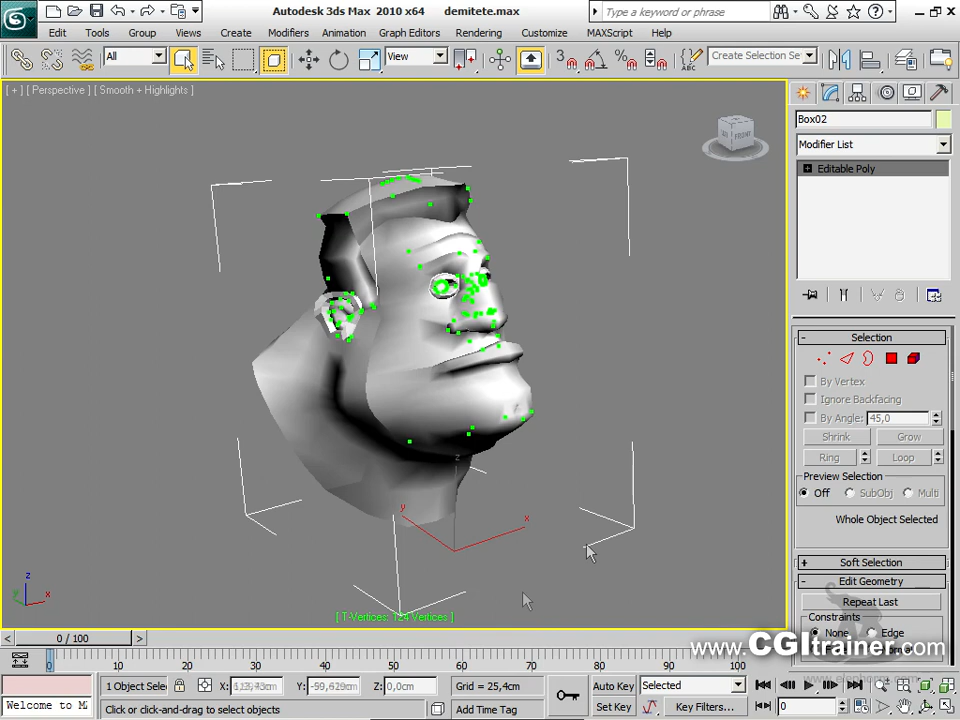 Autodesk 3ds Max 2010 x64 demitete.max
Type a keyword or phrase
Edit Tools Group Views Create Modifiers Animation Graph Editors Rendering Customize MAXScript Help
All View Create Selection Se
[ + ] [ Perspective ] [ Smooth + Highlights ]
FRONT
Box02
Modifier List
Editable Poly
- Selection
By Vertex
Ignore Backfacing
By Angle: 45,0
Shrink Grow
Ring Loop
Preview Selection
Off SubObj Multi
Whole Object Selected
+ Soft Selection
- Edit Geometry
Repeat Last
Constraints
None Edge
z
y
x
z
x
[ T-Vertices: 124 Vertices ]
www.CGItrainer.com
< 0 / 100 >
0 10 20 30 40 50 60 70 80 90 100
1 Object Selec X: Y: -59,629cm Z: 0,0cm Grid = 25,4cm Auto Key Selected
Welcome to M Click or click-and-drag to select objects Add Time Tag Set Key Key Filters... 0